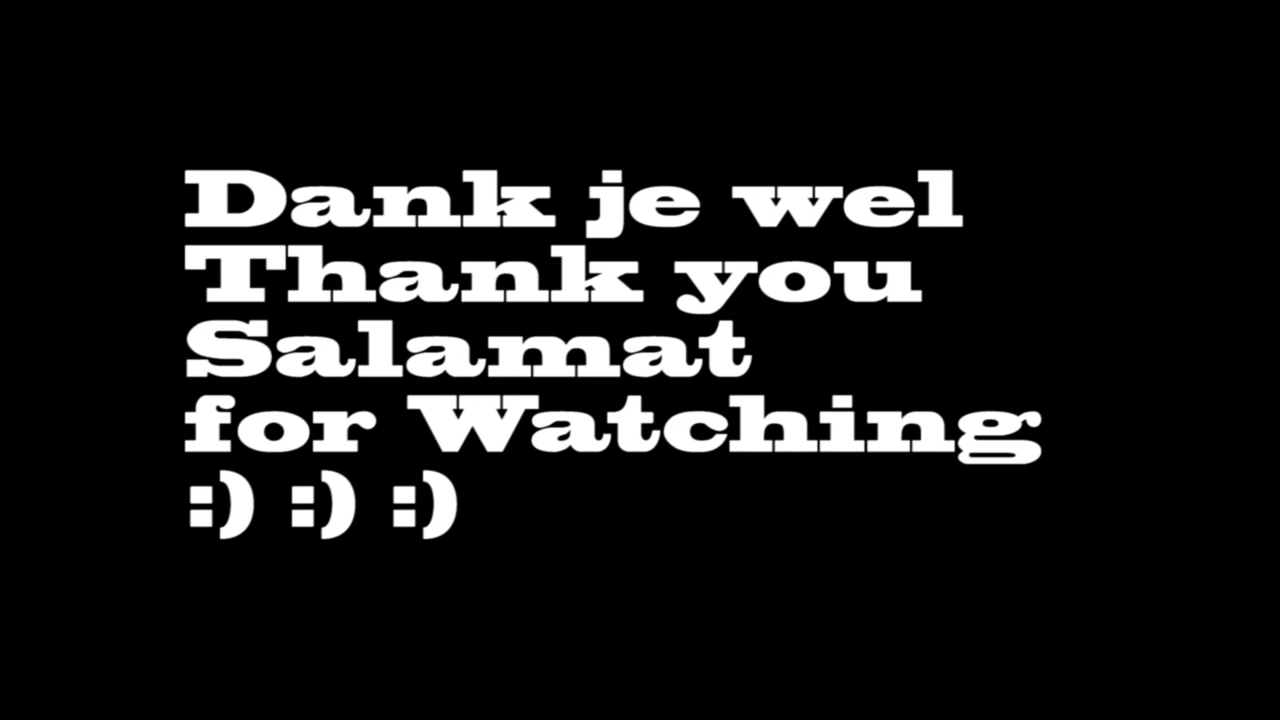 Dank je wel
Thank you
Salamat
for Watching
:) :) :)